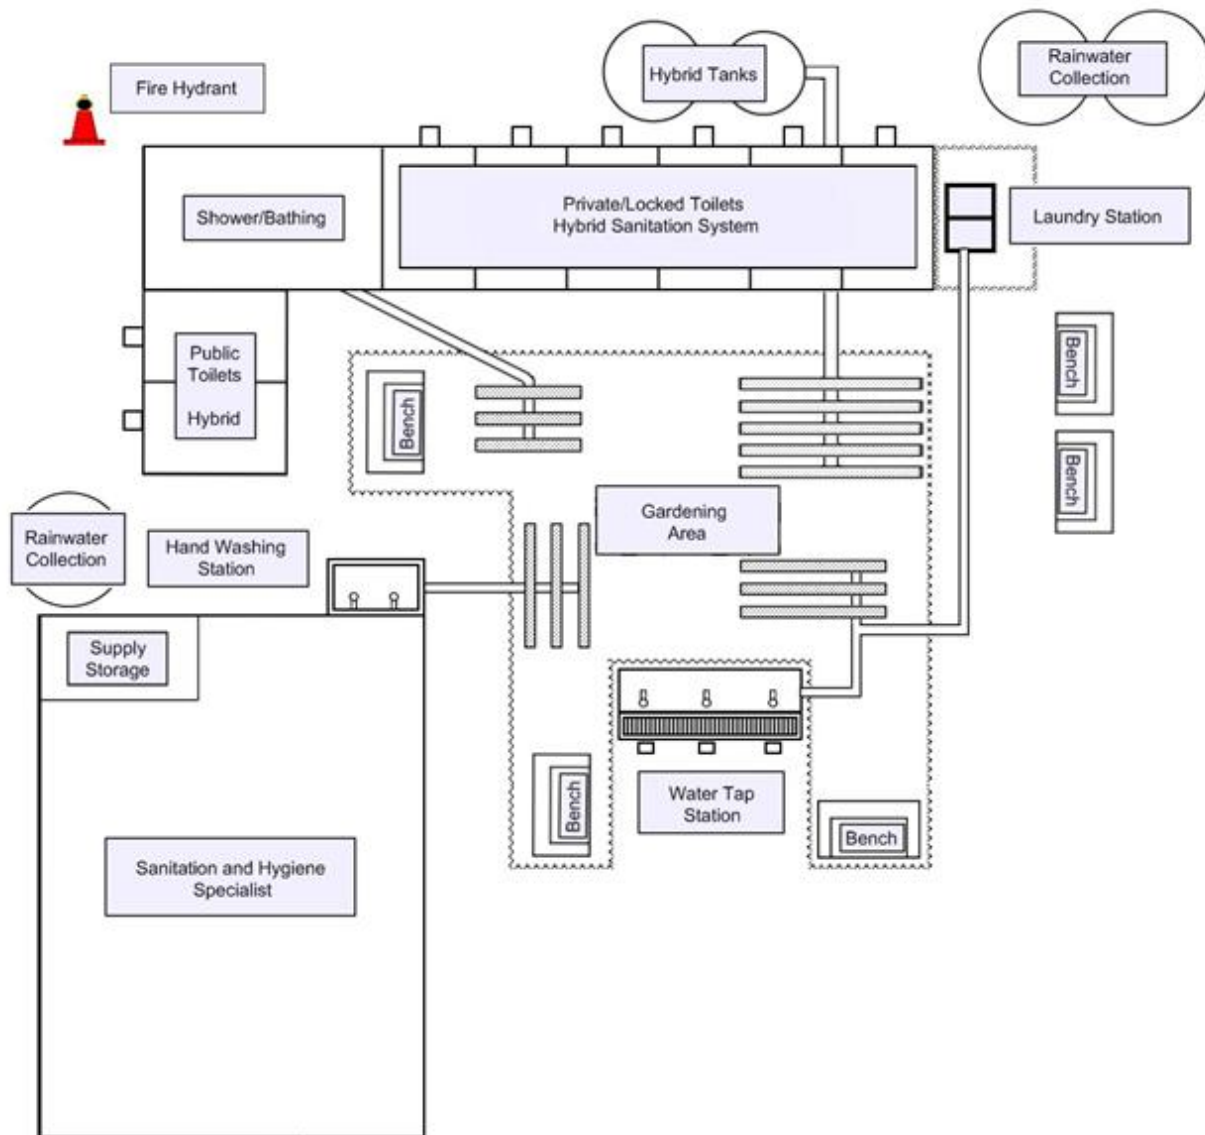 Fire Hydrant
Hybrid Tanks
Rainwater
Collection
Shower/Bathing
Private/Locked Toilets
Hybrid Sanitation System
Laundry Station
Public
Toilets
Hybrid
Bench
Bench
Bench
Rainwater
Collection
Hand Washing
Station
Gardening
Area
Supply
Storage
Bench
Water Tap
Station
Bench
Sanitation and Hygiene
Specialist